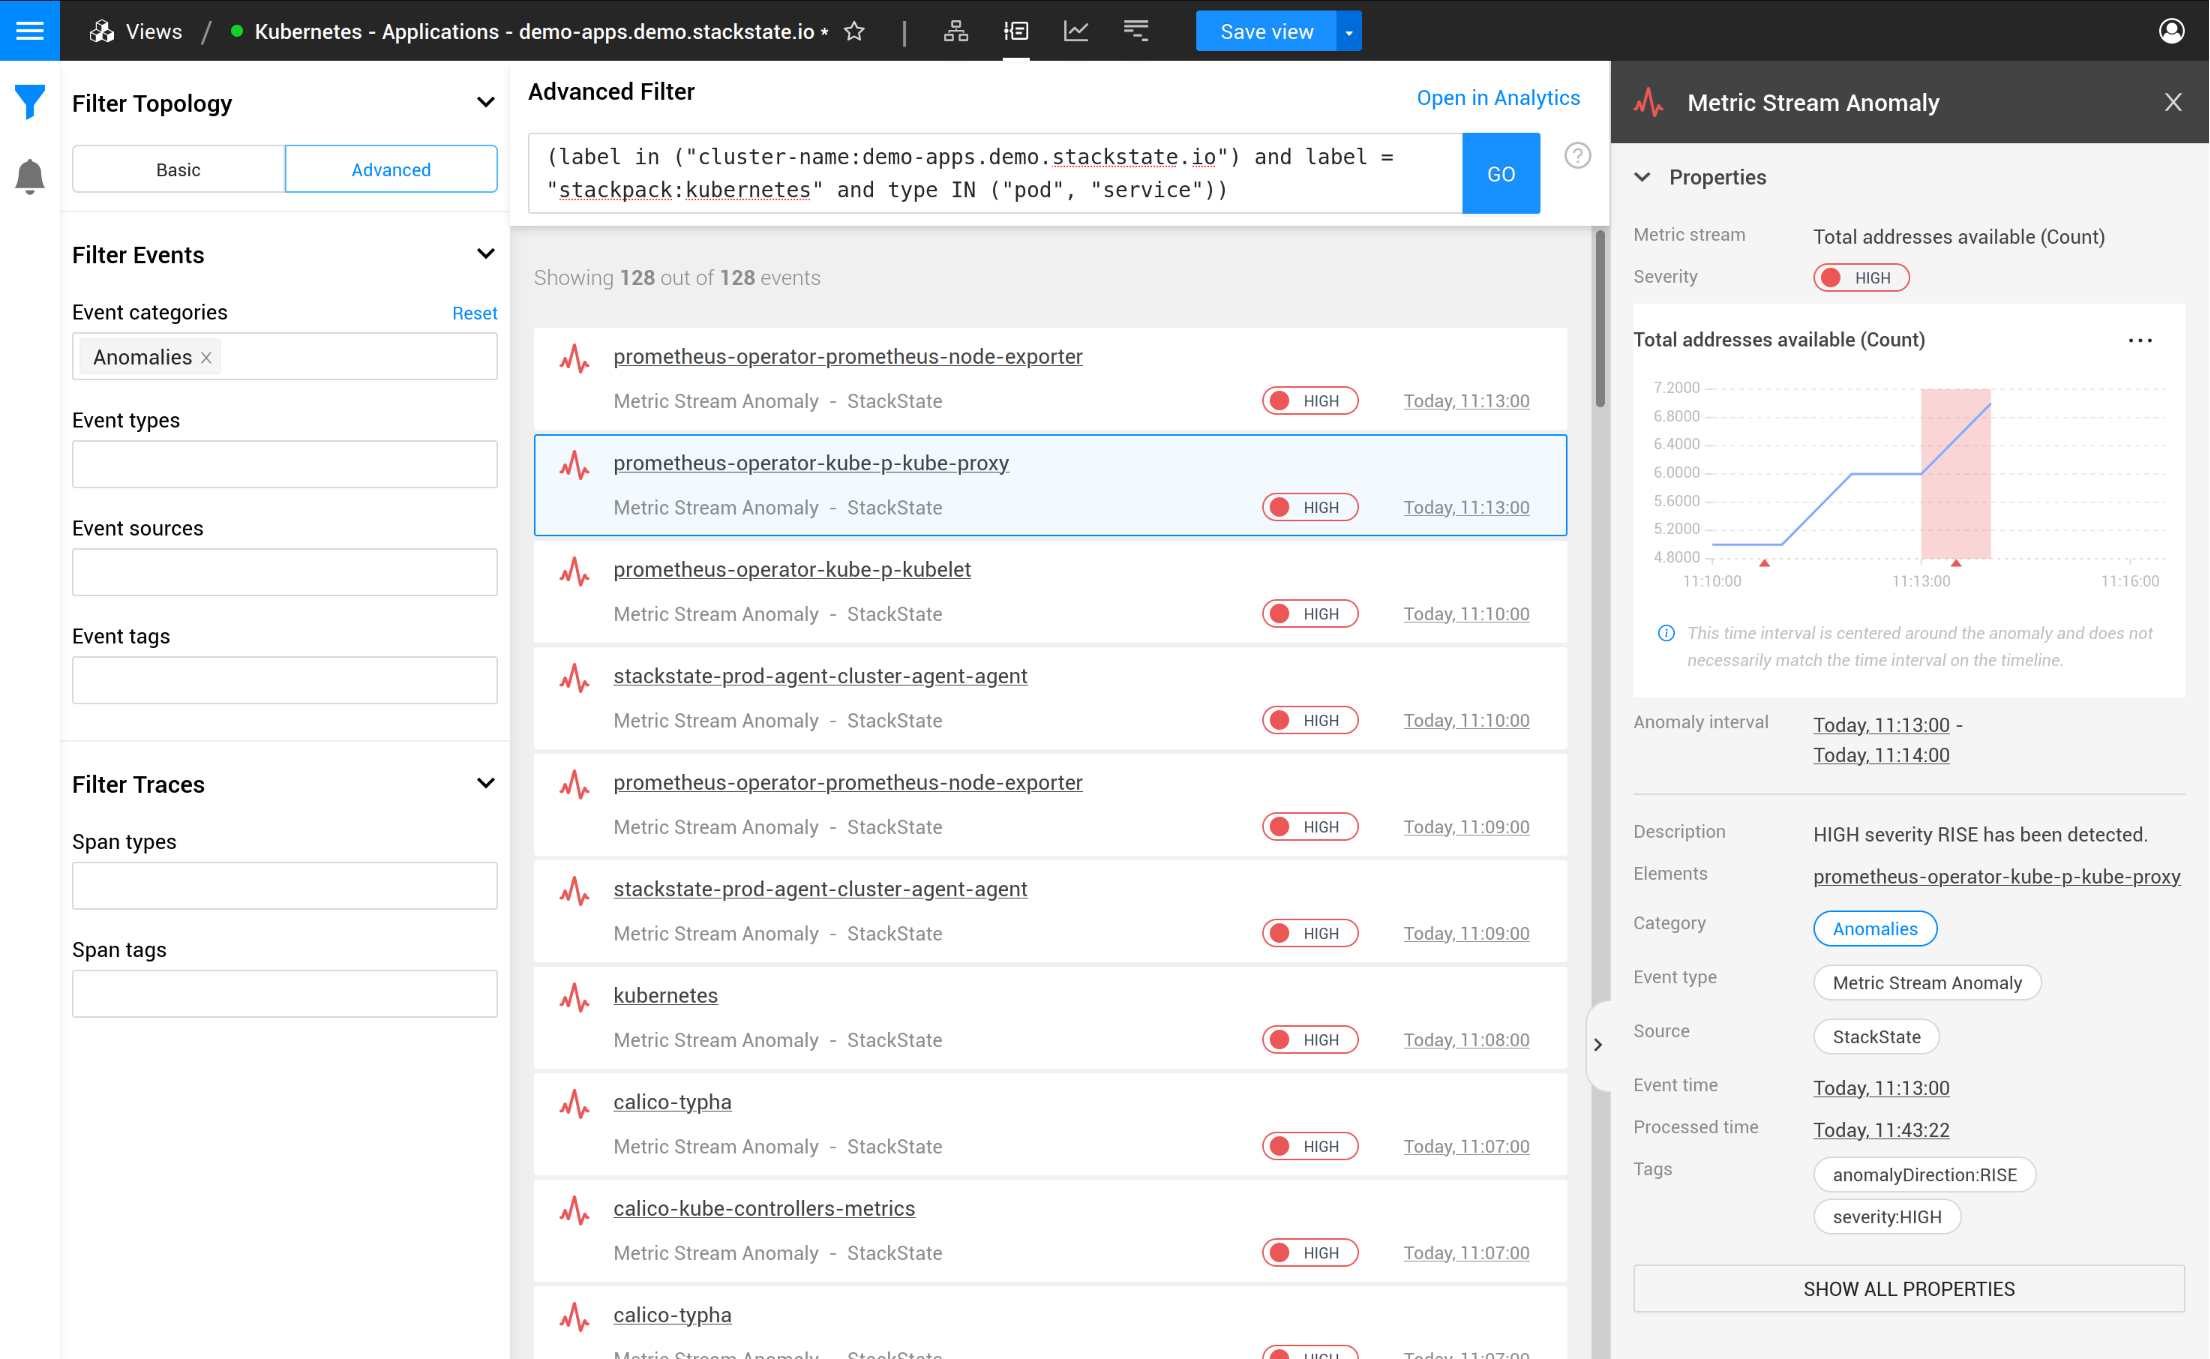 Views / Kubernetes - Applications - demo-apps.demo.stackstate.io * | Save view
Filter Topology
Basic Advanced
Filter Events
Event categories Reset
Anomalies ×
Event types
Event sources
Event tags
Filter Traces
Span types
Span tags
Advanced Filter
Open in Analytics
(label in ("cluster-name:demo-apps.demo.stackstate.io") and label =
"stackpack:kubernetes" and type IN ("pod", "service"))
GO
?
Showing 128 out of 128 events
prometheus-operator-prometheus-node-exporter
Metric Stream Anomaly - StackState HIGH Today, 11:13:00
prometheus-operator-kube-p-kube-proxy
Metric Stream Anomaly - StackState HIGH Today, 11:13:00
prometheus-operator-kube-p-kubelet
Metric Stream Anomaly - StackState HIGH Today, 11:10:00
stackstate-prod-agent-cluster-agent-agent
Metric Stream Anomaly - StackState HIGH Today, 11:10:00
prometheus-operator-prometheus-node-exporter
Metric Stream Anomaly - StackState HIGH Today, 11:09:00
stackstate-prod-agent-cluster-agent-agent
Metric Stream Anomaly - StackState HIGH Today, 11:09:00
kubernetes
Metric Stream Anomaly - StackState HIGH Today, 11:08:00
calico-typha
Metric Stream Anomaly - StackState HIGH Today, 11:07:00
calico-kube-controllers-metrics
Metric Stream Anomaly - StackState HIGH Today, 11:07:00
calico-typha
Metric Stream Anomaly - StackState HIGH Today, 11:07:00
Metric Stream Anomaly
Properties
Metric stream Total addresses available (Count)
Severity HIGH
Total addresses available (Count) ...
7.2000
6.8000
6.4000
6.0000
5.6000
5.2000
4.8000
11:10:00 11:13:00 11:16:00
This time interval is centered around the anomaly and does not
necessarily match the time interval on the timeline.
Anomaly interval Today, 11:13:00 -
Today, 11:14:00
Description HIGH severity RISE has been detected.
Elements prometheus-operator-kube-p-kube-proxy
Category Anomalies
Event type Metric Stream Anomaly
Source StackState
Event time Today, 11:13:00
Processed time Today, 11:43:22
Tags anomalyDirection:RISE
severity:HIGH
SHOW ALL PROPERTIES